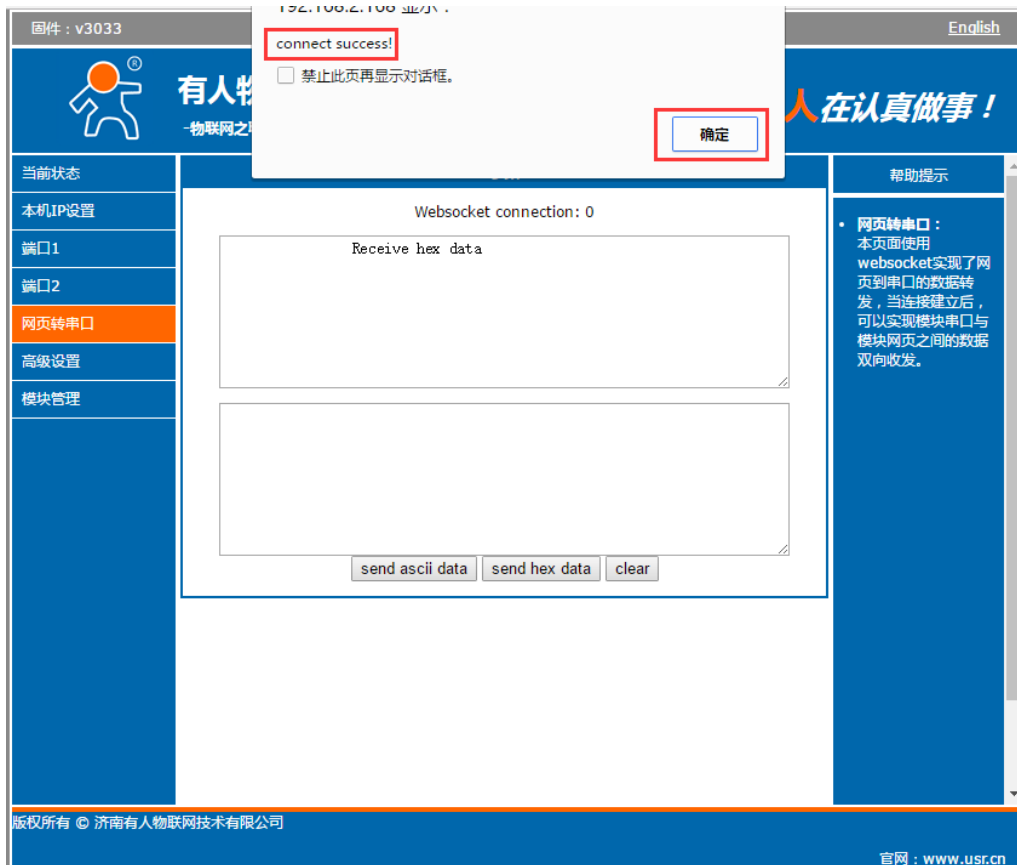 固件：v3033
English
192.168.2.168 显示：
connect success!
禁止此页再显示对话框。
确定
®
有人物
-物联网之
人在认真做事！
当前状态
本机IP设置
端口1
端口2
网页转串口
高级设置
模块管理
Websocket connection: 0
Receive hex data
send ascii data
send hex data
clear
帮助提示
• 网页转串口：
本页面使用
websocket实现了网
页到串口的数据转
发，当连接建立后，
可以实现模块串口与
模块网页之间的数据
双向收发。
版权所有 © 济南有人物联网技术有限公司
官网：www.usr.cn